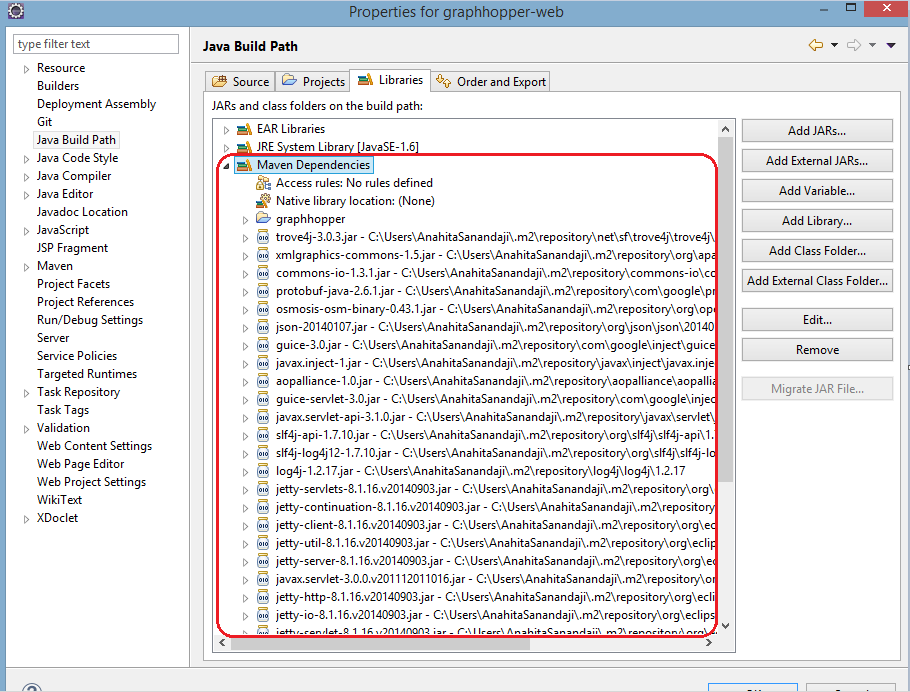 Properties for graphhopper-web
type filter text
Resource
Builders
Deployment Assembly
Git
Java Build Path
Java Code Style
Java Compiler
Java Editor
Javadoc Location
JavaScript
JSP Fragment
Maven
Project Facets
Project References
Run/Debug Settings
Server
Service Policies
Targeted Runtimes
Task Repository
Task Tags
Validation
Web Content Settings
Web Page Editor
Web Project Settings
WikiText
XDoclet
Java Build Path
Source Projects Libraries Order and Export
JARs and class folders on the build path:
EAR Libraries
JRE System Library [JavaSE-1.6]
Maven Dependencies
Access rules: No rules defined
Native library location: (None)
graphhopper
trove4j-3.0.3.jar - C:\Users\AnahitaSanandaji\.m2\repository\net\sf\trove4j\trove4j\
xmlgraphics-commons-1.5.jar - C:\Users\AnahitaSanandaji\.m2\repository\org\apa
commons-io-1.3.1.jar - C:\Users\AnahitaSanandaji\.m2\repository\commons-io\co
protobuf-java-2.6.1.jar - C:\Users\AnahitaSanandaji\.m2\repository\com\google\pr
osmosis-osm-binary-0.43.1.jar - C:\Users\AnahitaSanandaji\.m2\repository\org\ope
json-20140107.jar - C:\Users\AnahitaSanandaji\.m2\repository\org\json\json\20140
guice-3.0.jar - C:\Users\AnahitaSanandaji\.m2\repository\com\google\inject\guice
javax.inject-1.jar - C:\Users\AnahitaSanandaji\.m2\repository\javax\inject\javax.inje
aopalliance-1.0.jar - C:\Users\AnahitaSanandaji\.m2\repository\aopalliance\aopallia
guice-servlet-3.0.jar - C:\Users\AnahitaSanandaji\.m2\repository\com\google\injec
javax.servlet-api-3.1.0.jar - C:\Users\AnahitaSanandaji\.m2\repository\javax\servlet\
slf4j-api-1.7.10.jar - C:\Users\AnahitaSanandaji\.m2\repository\org\slf4j\slf4j-api\1.
slf4j-log4j12-1.7.10.jar - C:\Users\AnahitaSanandaji\.m2\repository\org\slf4j\slf4j-lo
log4j-1.2.17.jar - C:\Users\AnahitaSanandaji\.m2\repository\log4j\log4j\1.2.17
jetty-servlets-8.1.16.v20140903.jar - C:\Users\AnahitaSanandaji\.m2\repository\org\
jetty-continuation-8.1.16.v20140903.jar - C:\Users\AnahitaSanandaji\.m2\repository\
jetty-client-8.1.16.v20140903.jar - C:\Users\AnahitaSanandaji\.m2\repository\org\ec
jetty-util-8.1.16.v20140903.jar - C:\Users\AnahitaSanandaji\.m2\repository\org\eclip
jetty-server-8.1.16.v20140903.jar - C:\Users\AnahitaSanandaji\.m2\repository\org\ec
javax.servlet-3.0.0.v201112011016.jar - C:\Users\AnahitaSanandaji\.m2\repository\or
jetty-http-8.1.16.v20140903.jar - C:\Users\AnahitaSanandaji\.m2\repository\org\ecli
jetty-io-8.1.16.v20140903.jar - C:\Users\AnahitaSanandaji\.m2\repository\org\eclips
jetty-servlet-8.1.16.v20140903.jar - C:\Users\AnahitaSanandaji\.m2\repository\org\e
Add JARs...
Add External JARs...
Add Variable...
Add Library...
Add Class Folder...
Add External Class Folder...
Edit...
Remove
Migrate JAR File...